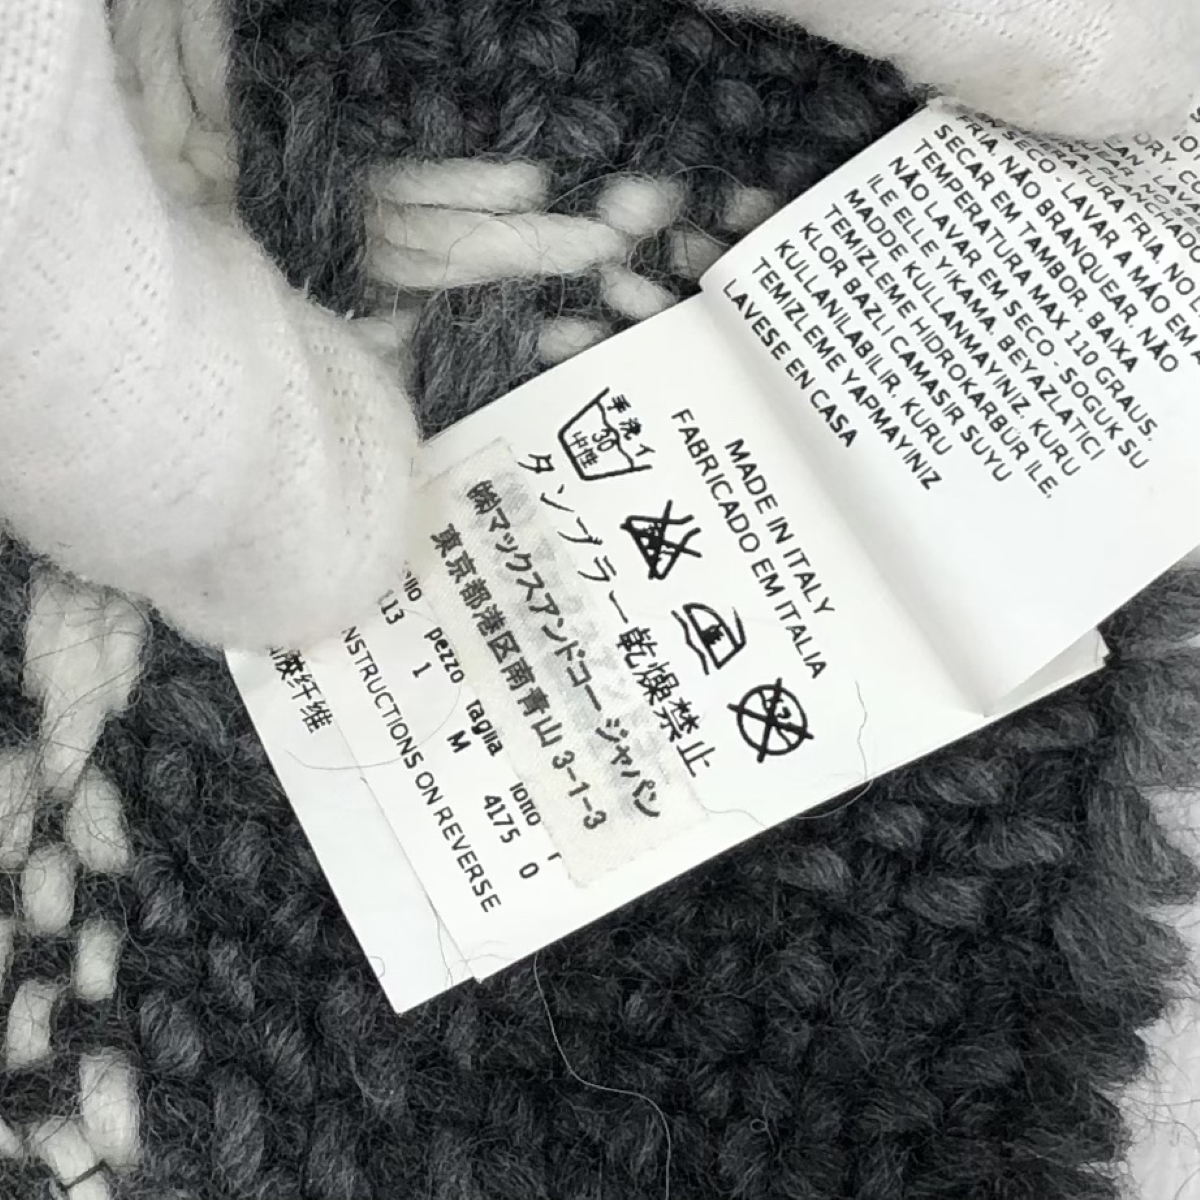 FRIA NÃO BRANQUEAR. NÃO
SECAR EM TAMBOR. BAIXA
TEMPERATURA MAX 110 GRAUS.
NÃO LAVAR EM SECO - SOGUK SU
ILE ELLE YIKAMA. BEYAZLATICI
MADDE KULLANMAYINIZ. KURU
TEMIZLEME HIDROKARBÜR ILE.
KLOR BAZLI CAMASIR SUYU
KULLANILABILIR. KURU
TEMIZLEME YAPMAYINIZ
LAVESE EN CASA
MADE IN ITALY
FABRICADO EM ITALIA
手洗イ
30
中性
タンブラー乾燥禁止
㈱マックスアンドコー ジャパン
東京都港区南青山 3-1-3
pezzo taglia
113 1 M 4175 0
NSTRUCTIONS ON REVERSE
纤维